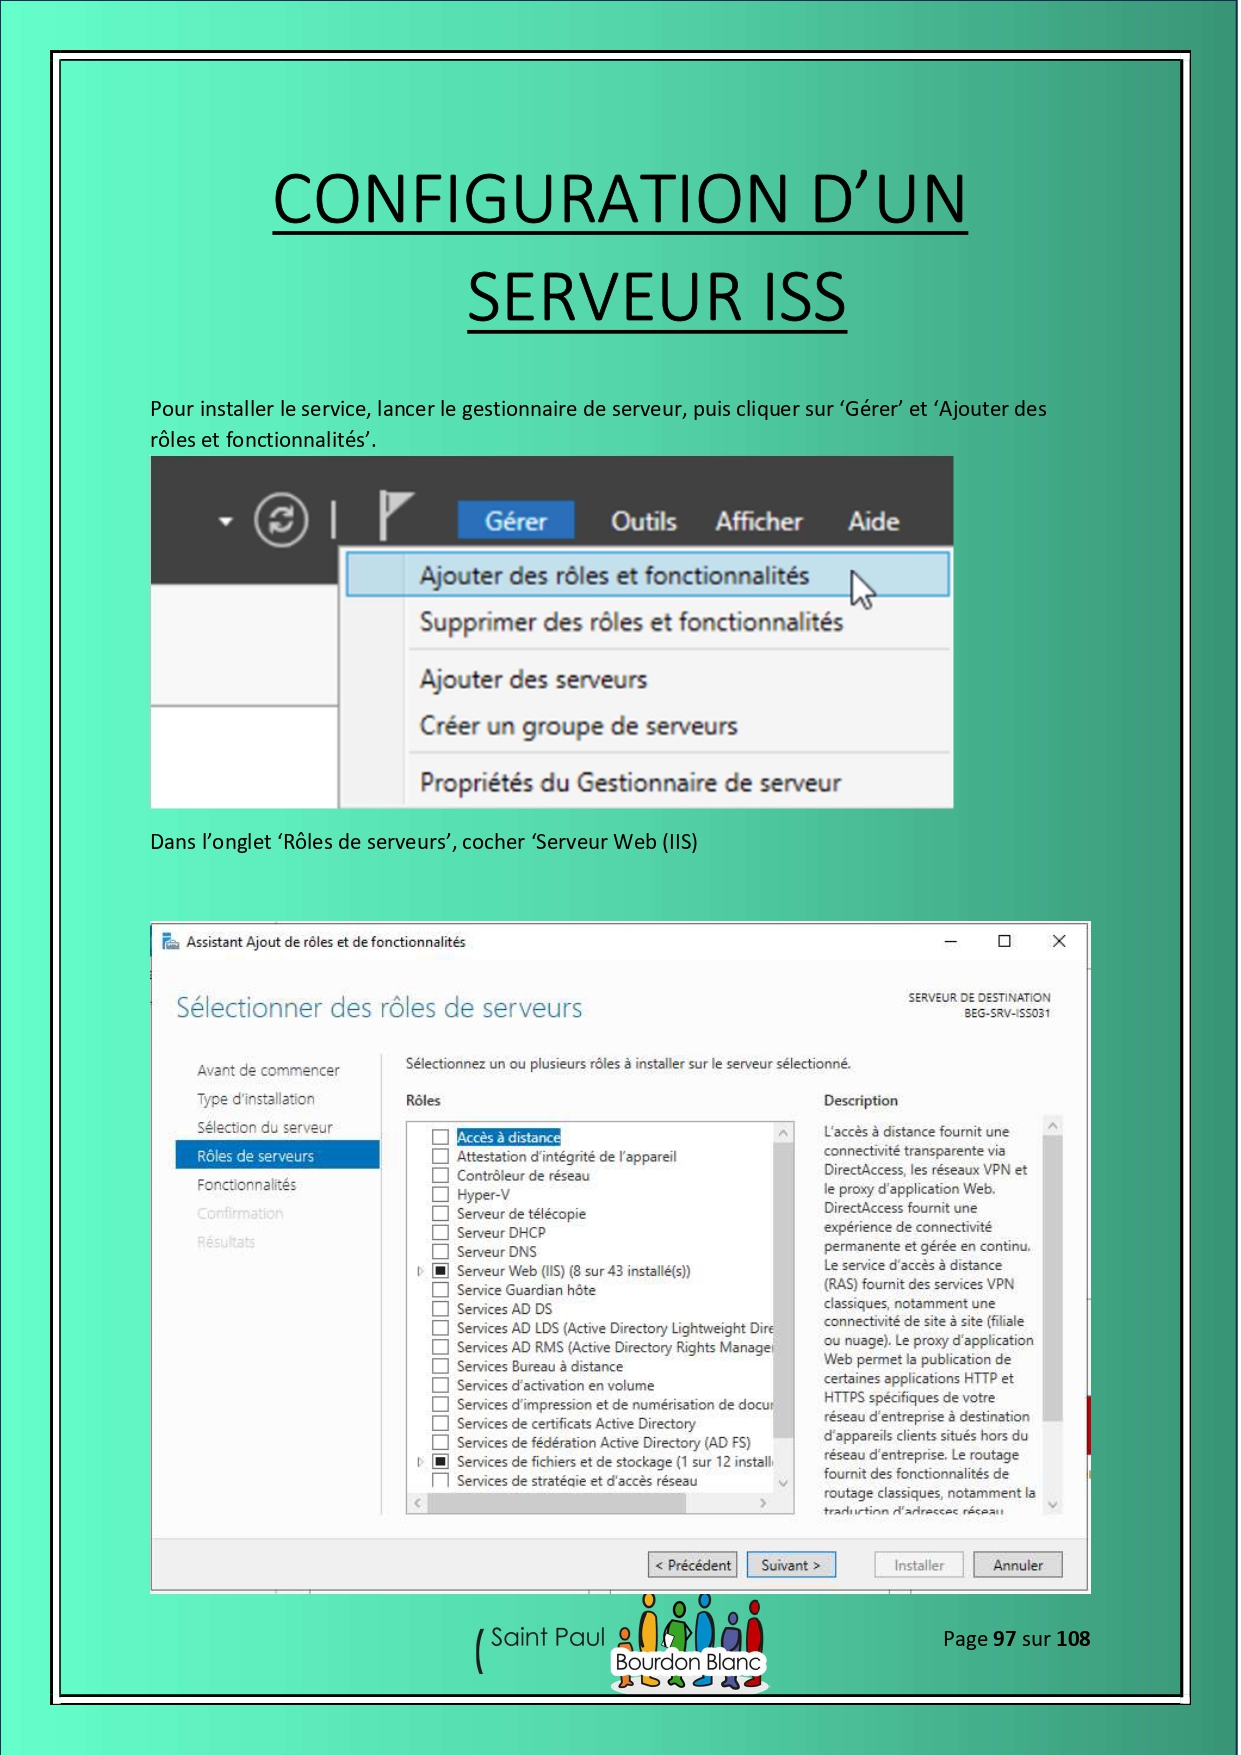 CONFIGURATION D’UN
SERVEUR ISS
Pour installer le service, lancer le gestionnaire de serveur, puis cliquer sur ‘Gérer’ et ‘Ajouter des
rôles et fonctionnalités’.
Gérer Outils Afficher Aide
Ajouter des rôles et fonctionnalités
Supprimer des rôles et fonctionnalités
Ajouter des serveurs
Créer un groupe de serveurs
Propriétés du Gestionnaire de serveur
Dans l’onglet ‘Rôles de serveurs’, cocher ‘Serveur Web (IIS)
Assistant Ajout de rôles et de fonctionnalités
Sélectionner des rôles de serveurs
SERVEUR DE DESTINATION
BEG-SRV-ISS031
Avant de commencer
Type d'installation
Sélection du serveur
Rôles de serveurs
Fonctionnalités
Confirmation
Résultats
Sélectionnez un ou plusieurs rôles à installer sur le serveur sélectionné.
Rôles
Accès à distance
Attestation d'intégrité de l'appareil
Contrôleur de réseau
Hyper-V
Serveur de télécopie
Serveur DHCP
Serveur DNS
Serveur Web (IIS) (8 sur 43 installé(s))
Service Guardian hôte
Services AD DS
Services AD LDS (Active Directory Lightweight Dire
Services AD RMS (Active Directory Rights Manager
Services Bureau à distance
Services d'activation en volume
Services d'impression et de numérisation de docur
Services de certificats Active Directory
Services de fédération Active Directory (AD FS)
Services de fichiers et de stockage (1 sur 12 install
Services de stratégie et d'accès réseau
Description
L'accès à distance fournit une
connectivité transparente via
DirectAccess, les réseaux VPN et
le proxy d'application Web.
DirectAccess fournit une
expérience de connectivité
permanente et gérée en continu.
Le service d'accès à distance
(RAS) fournit des services VPN
classiques, notamment une
connectivité de site à site (filiale
ou nuage). Le proxy d'application
Web permet la publication de
certaines applications HTTP et
HTTPS spécifiques de votre
réseau d'entreprise à destination
d'appareils clients situés hors du
réseau d'entreprise. Le routage
fournit des fonctionnalités de
routage classiques, notamment la
traduction d'adresses réseau
< Précédent Suivant > Installer Annuler
Saint Paul
Bourdon Blanc
Page 97 sur 108